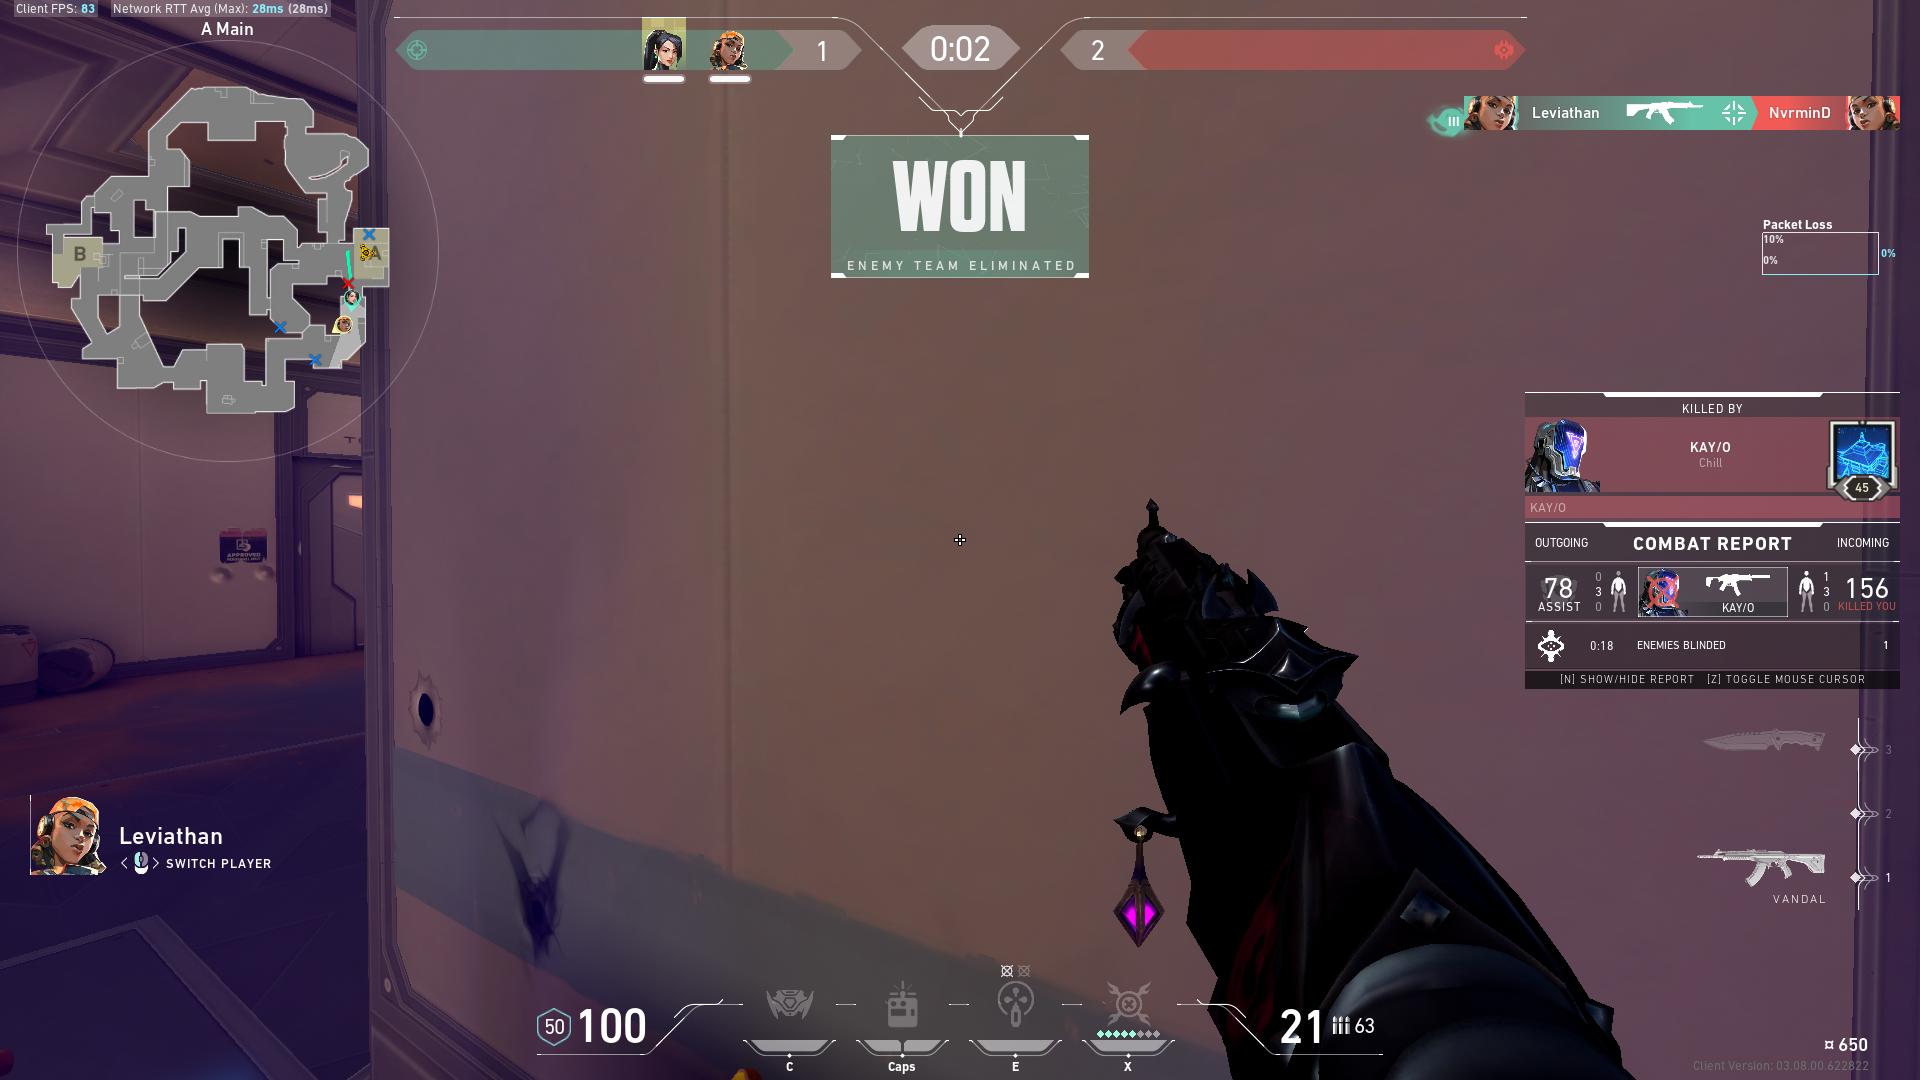 Client FPS: 83 Network RTT Avg (Max): 28ms (28ms)
A Main
1 0:02 2
WON
ENEMY TEAM ELIMINATED
III Leviathan NvrminD
Packet Loss
10%
0% 0%
B A
KILLED BY
KAY/O
Chill
45
KAY/O
OUTGOING COMBAT REPORT INCOMING
78 0 3 0 1 3 0 156
ASSIST KAY/O KILLED YOU
0:18 ENEMIES BLINDED 1
[N] SHOW/HIDE REPORT [Z] TOGGLE MOUSE CURSOR
APPROVED
3
2
1
VANDAL
Leviathan
< > SWITCH PLAYER
50 100
21 63
C Caps E X
¤ 650
Client Version: 03.08.00.622822